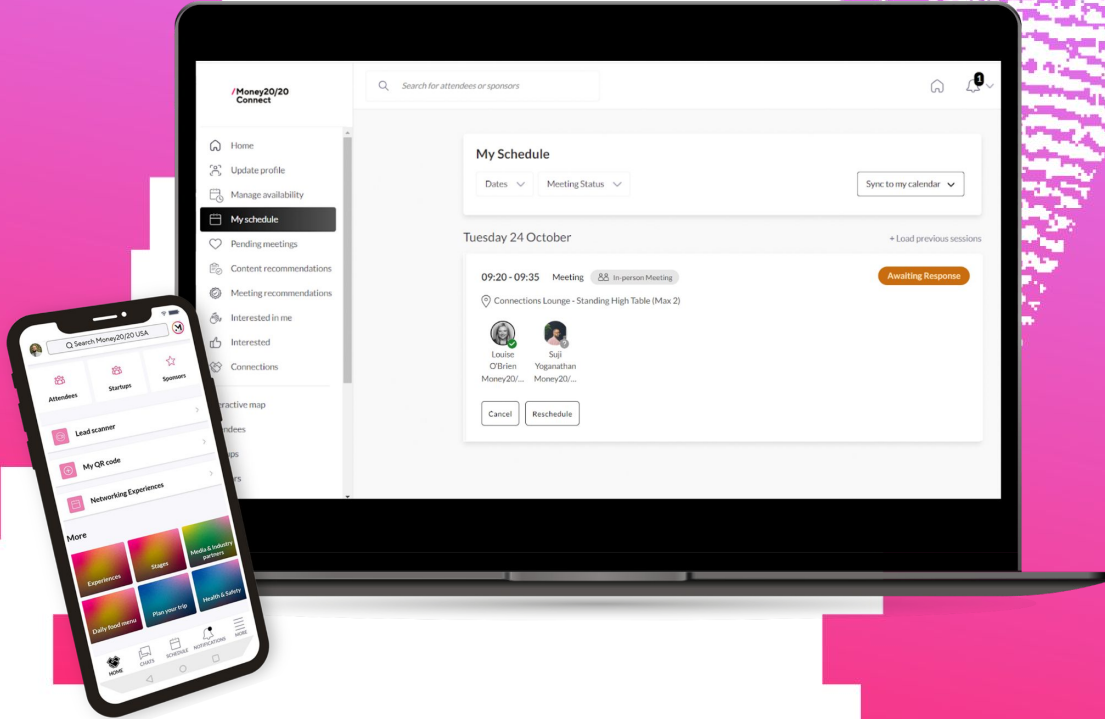 /Money20/20
Connect
Search for attendees or sponsors
1
Home
Update profile
Manage availability
My schedule
Pending meetings
Content recommendations
Meeting recommendations
Interested in me
Interested
Connections
eractive map
ndees
ups
rs
My Schedule
Dates
Meeting Status
Sync to my calendar
Tuesday 24 October
+ Load previous sessions
09:20 - 09:35 Meeting In-person Meeting
Awaiting Response
Connections Lounge - Standing High Table (Max 2)
Louise
O'Brien
Money20/...
Suji
Yoganathan
Money20/...
Cancel
Reschedule
Search Money20/20 USA
M
Attendees
Startups
Sponsors
Lead scanner
My QR code
Networking Experiences
More
Experiences
Stages
Media & Industry
partners
Daily food menu
Plan your trip
Health & Safety
HOME
CHATS
SCHEDULE
NOTIFICATIONS
MORE